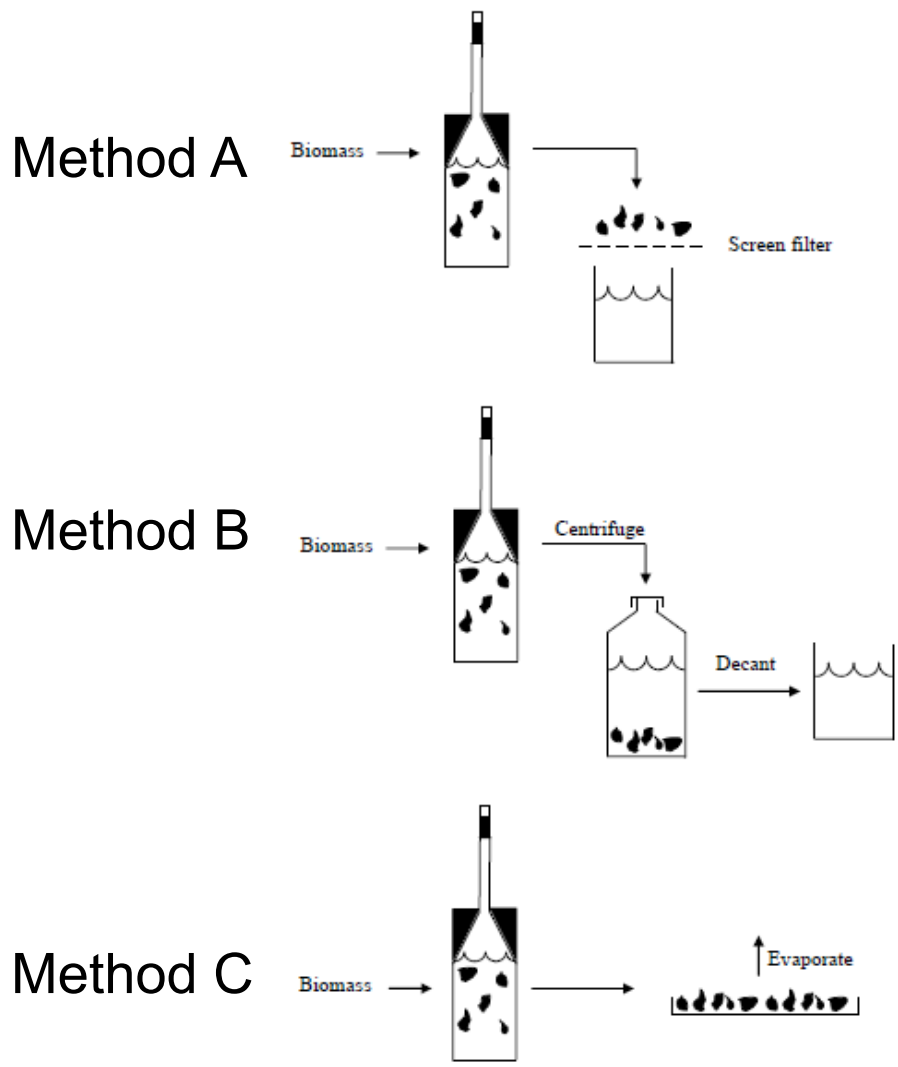 Method A
Biomass
Screen filter
Method B
Biomass
Centrifuge
Decant
Method C
Biomass
Evaporate